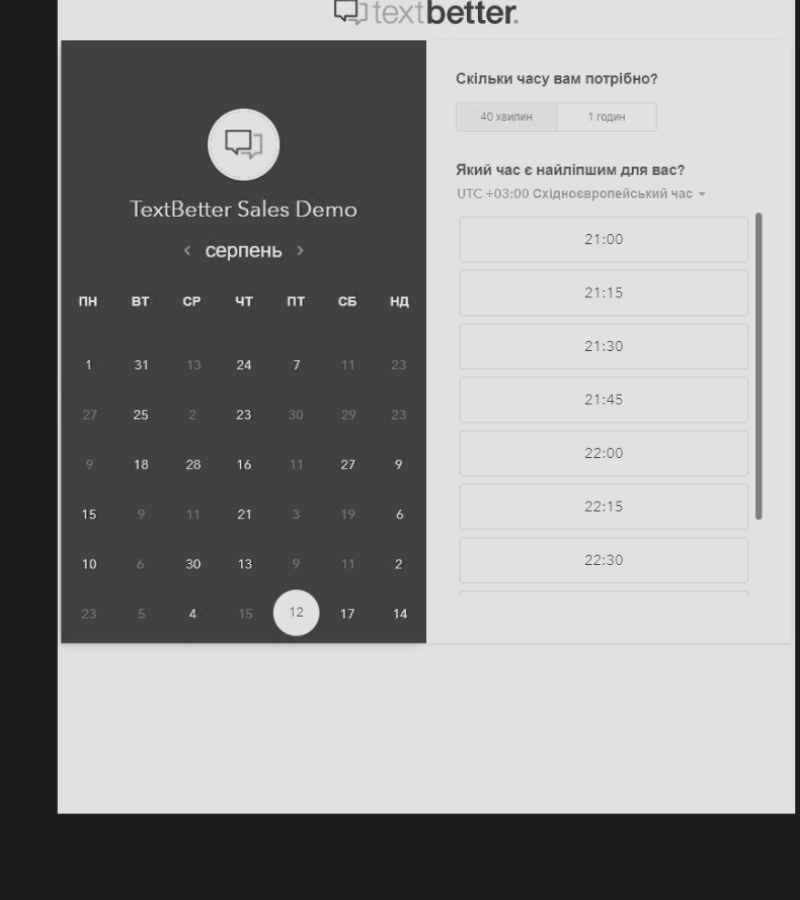 textbetter.
Скільки часу вам потрібно?
40 хвилин 1 годин
TextBetter Sales Demo
‹ серпень ›
ПН ВТ СР ЧТ ПТ СБ НД
1 31 13 24 7 11 23
27 25 2 23 30 29 23
9 18 28 16 11 27 9
15 9 11 21 3 19 6
10 6 30 13 9 11 2
23 5 4 15 12 17 14
Який час є найліпшим для вас?
UTC +03:00 Східноєвропейський час
21:00
21:15
21:30
21:45
22:00
22:15
22:30